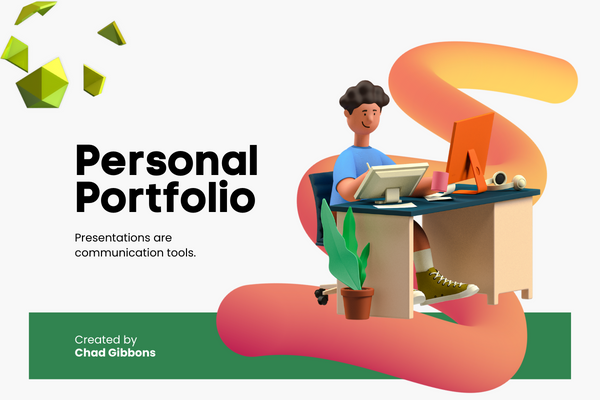 Personal
Portfolio
Presentations are
communication tools.
Created by
Chad Gibbons